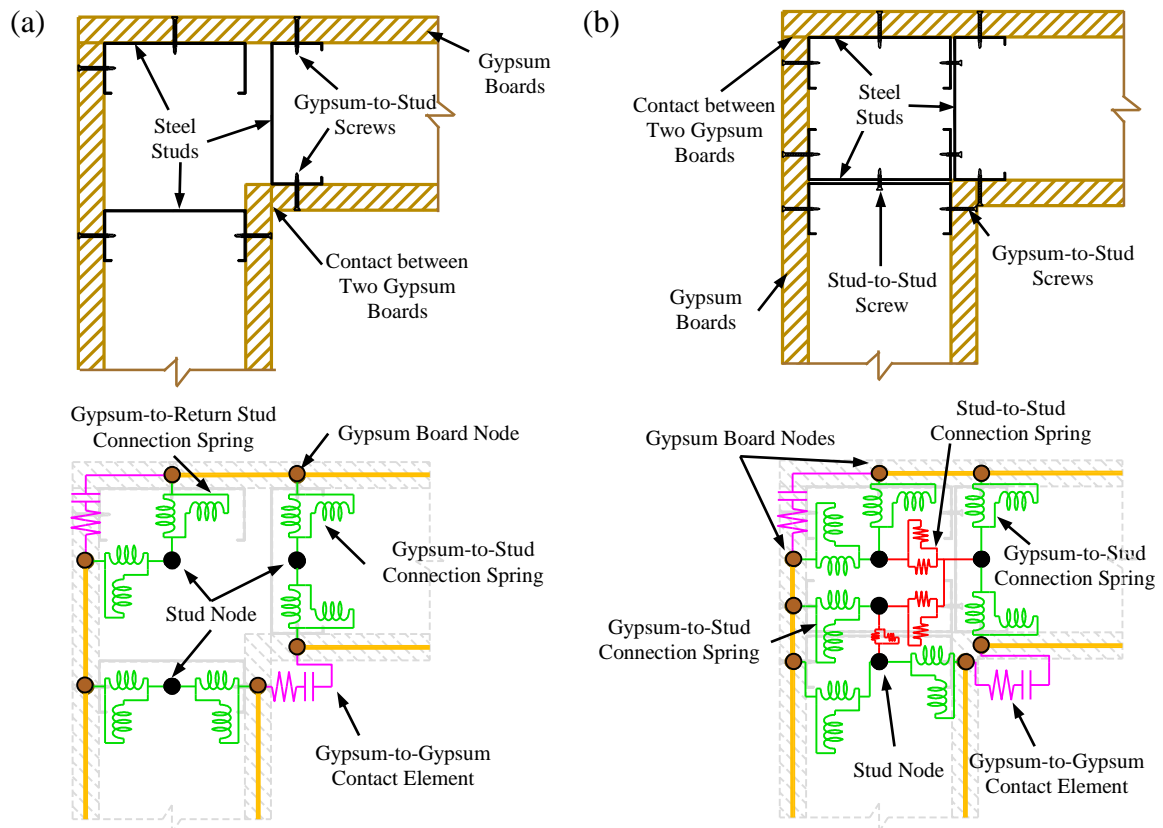 (a)
Gypsum
Boards
Steel
Studs
Gypsum-to-Stud
Screws
Contact between
Two Gypsum
Boards
(b)
Contact between
Two Gypsum
Boards
Steel
Studs
Gypsum
Boards
Stud-to-Stud
Screw
Gypsum-to-Stud
Screws
Gypsum-to-Return Stud
Connection Spring
Gypsum Board Node
Gypsum-to-Stud
Connection Spring
Stud Node
Gypsum-to-Gypsum
Contact Element
Gypsum Board Nodes
Stud-to-Stud
Connection Spring
Gypsum-to-Stud
Connection Spring
Gypsum-to-Stud
Connection Spring
Stud Node
Gypsum-to-Gypsum
Contact Element